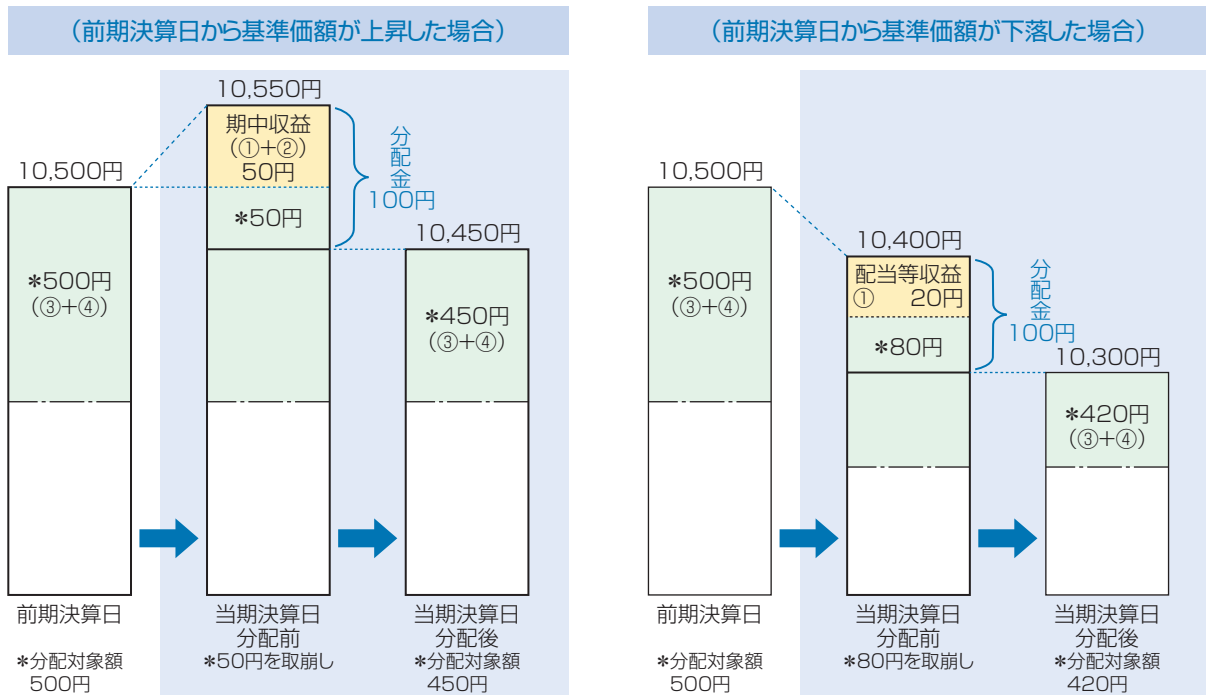 （前期決算日から基準価額が上昇した場合）
10,550円
期中収益
（①＋②）
50円
分配金
100円
10,500円
＊50円
10,450円
＊500円
（③＋④）
＊450円
（③＋④）
前期決算日
当期決算日
分配前
当期決算日
分配後
＊分配対象額
500円
＊50円を取崩し
＊分配対象額
450円
（前期決算日から基準価額が下落した場合）
10,500円
10,400円
配当等収益
① 20円
分配金
100円
＊500円
（③＋④）
＊80円
10,300円
＊420円
（③＋④）
前期決算日
当期決算日
分配前
当期決算日
分配後
＊分配対象額
500円
＊80円を取崩し
＊分配対象額
420円